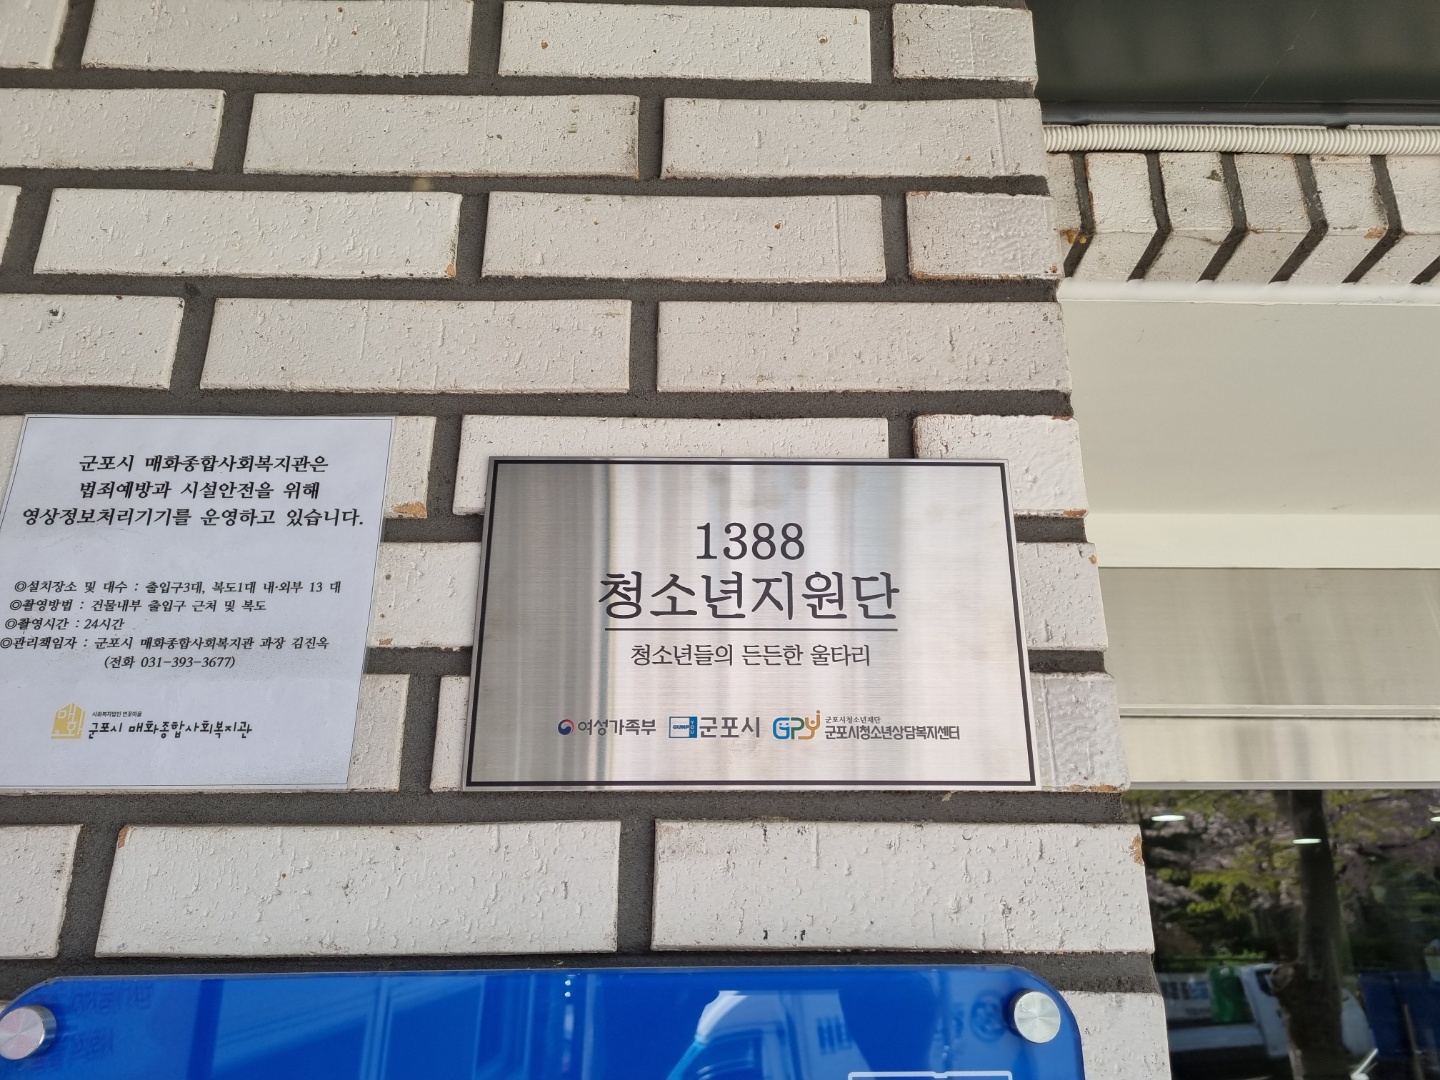 군포시 매화종합사회복지관은
범죄예방과 시설안전을 위해
영상정보처리기기를 운영하고 있습니다.
◎설치장소 및 대수 : 출입구3대, 복도1대 내·외부 13 대
◎촬영방법 : 건물내부 출입구 근처 및 복도
◎촬영시간 : 24시간
◎관리책임자 : 군포시 매화종합사회복지관 과장 김진옥
(전화 031-393-3677)
매화
군포시 매화종합사회복지관
1388
청소년지원단
청소년들의 든든한 울타리
여성가족부
군포시
GPY
군포시청소년재단
군포시청소년상담복지센터